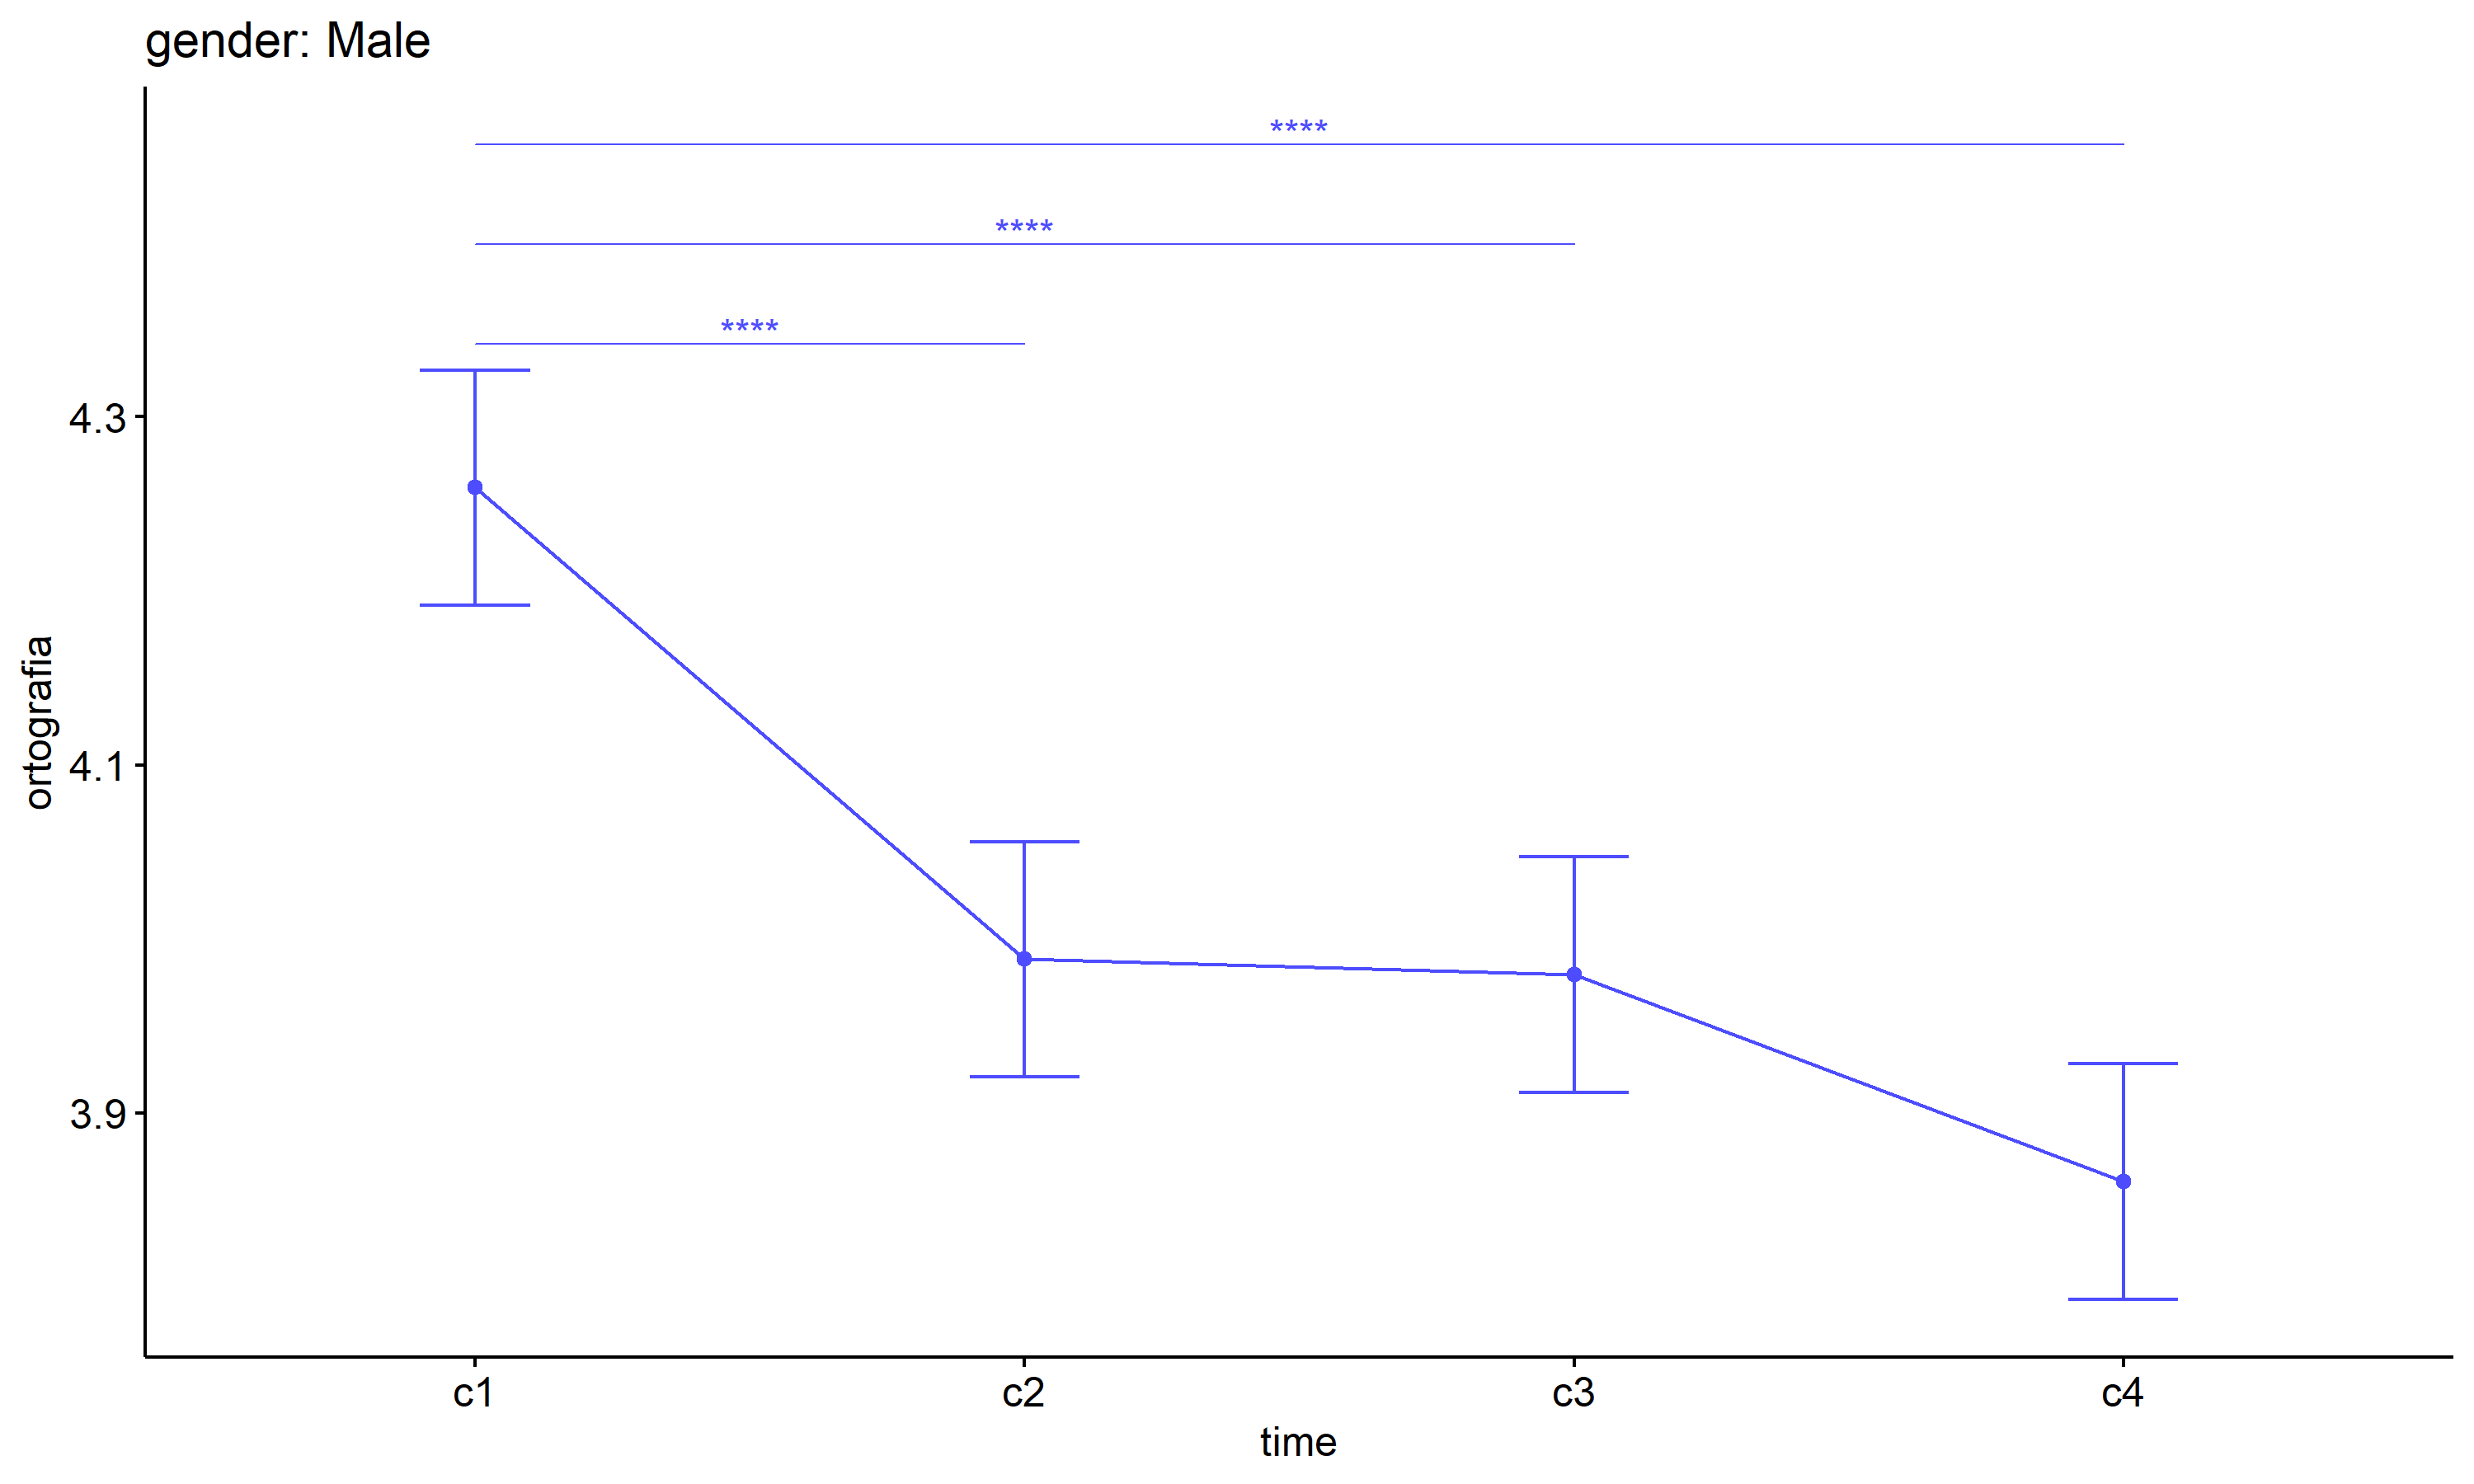 gender: Male
****
****
****
4.3
4.1
3.9
ortografia
c1 c2 c3 c4
time